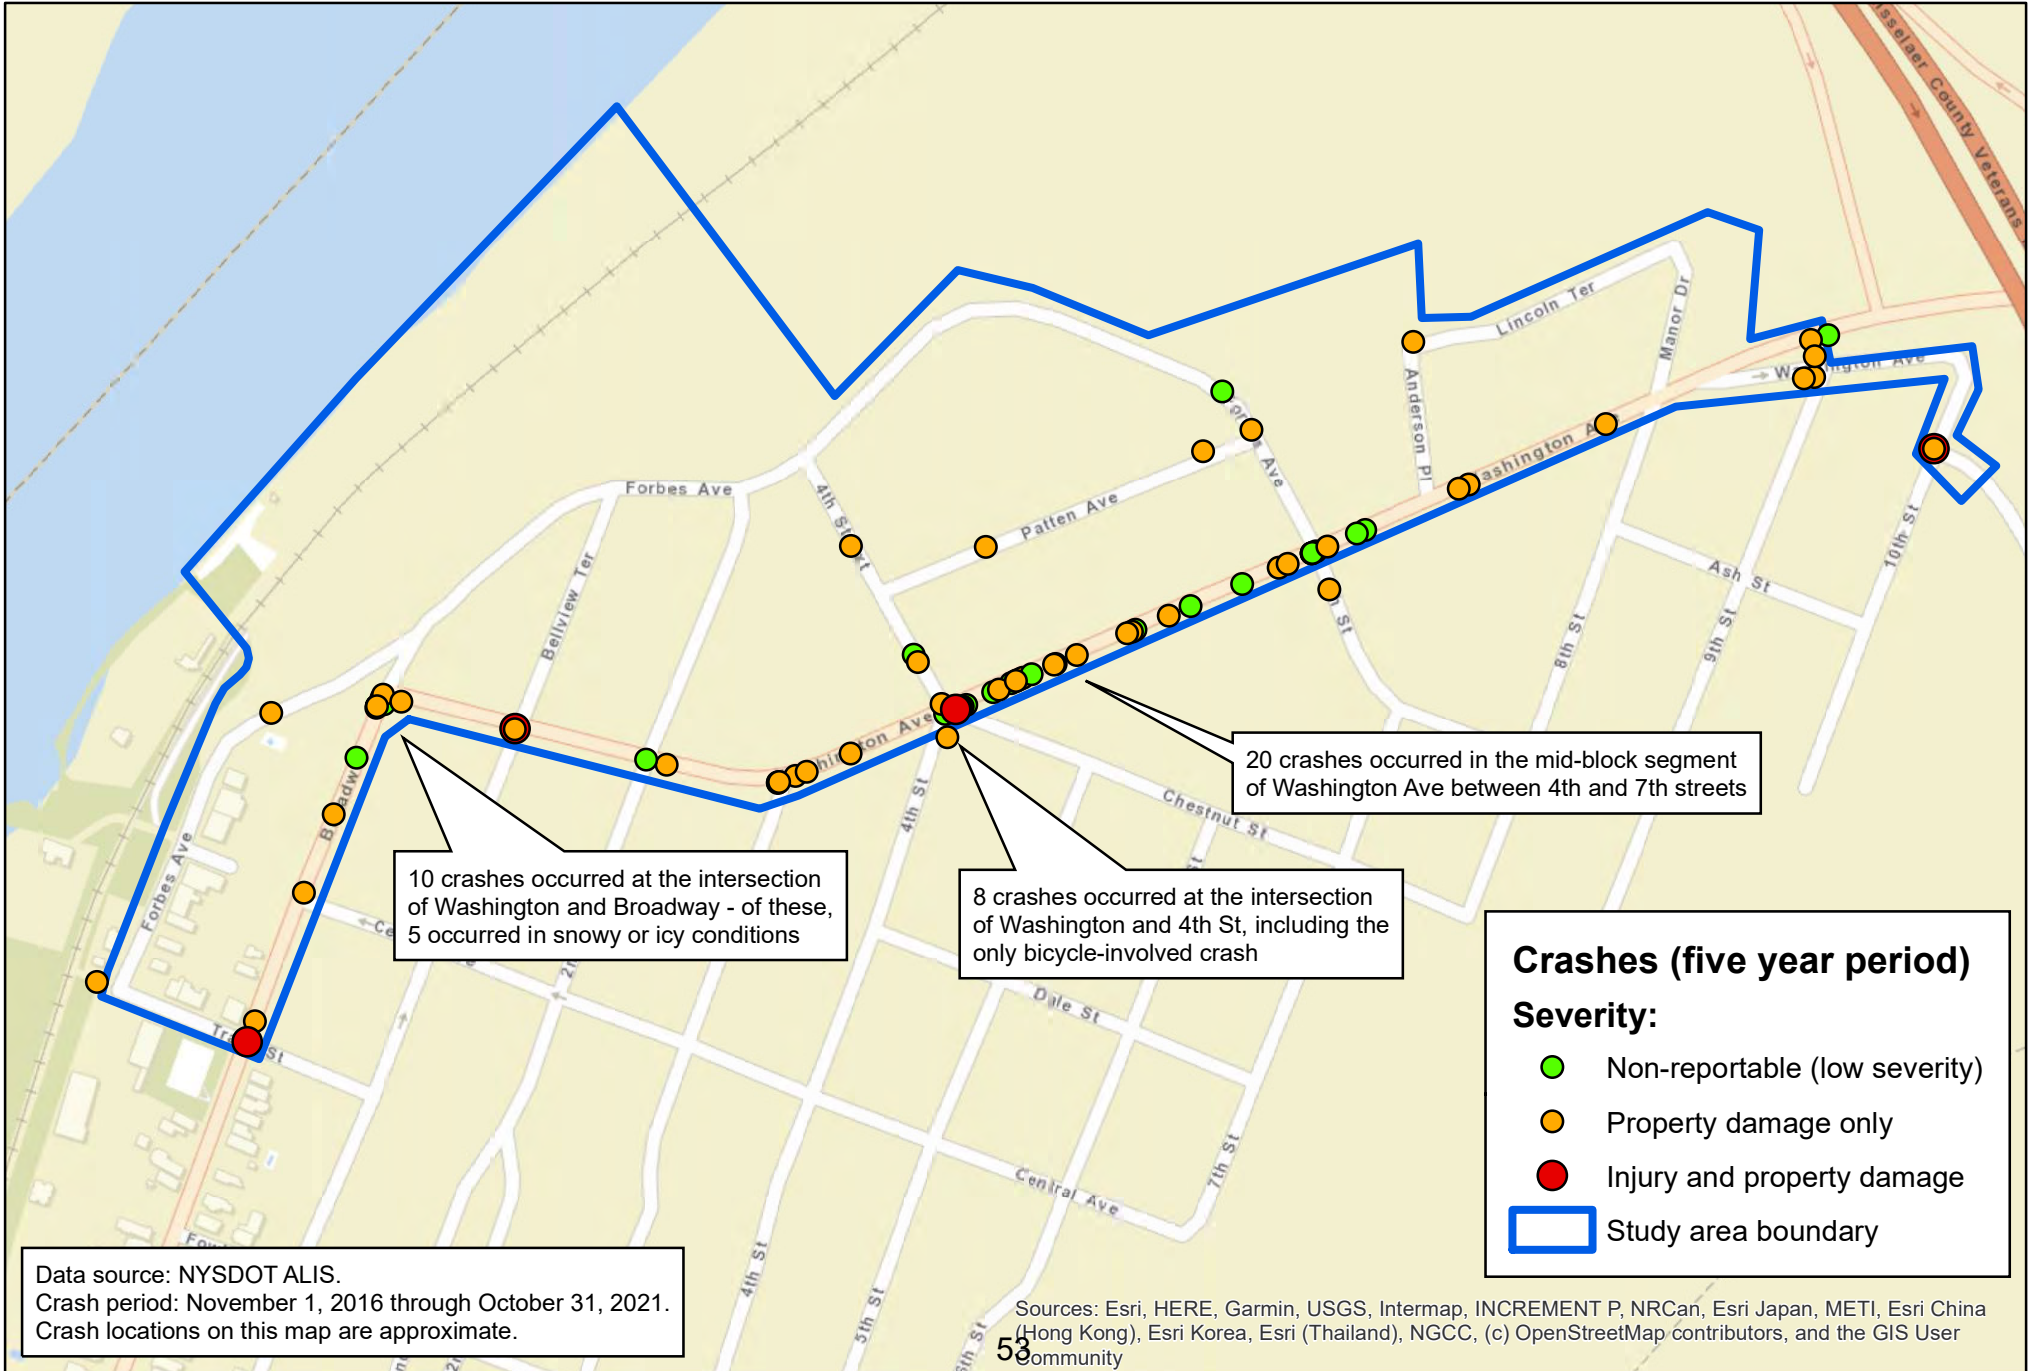 Lincoln Ter
Manor Dr
Anderson Pl
Forbes Ave
4th St
Patten Ave
Ave
Bellview Ter
Ash St
10th St
8th St
9th St
20 crashes occurred in the mid-block segment
of Washington Ave between 4th and 7th streets
4th St
Chestnut St
Forbes Ave
10 crashes occurred at the intersection
of Washington and Broadway - of these,
5 occurred in snowy or icy conditions
8 crashes occurred at the intersection
of Washington and 4th St, including the
only bicycle-involved crash
Crashes (five year period)
Severity:
Non-reportable (low severity)
Property damage only
Injury and property damage
Study area boundary
Dale St
Central Ave
7th St
4th St
5th St
County Veterans
Data source: NYSDOT ALIS.
Crash period: November 1, 2016 through October 31, 2021.
Crash locations on this map are approximate.
Sources: Esri, HERE, Garmin, USGS, Intermap, INCREMENT P, NRCan, Esri Japan, METI, Esri China
(Hong Kong), Esri Korea, Esri (Thailand), NGCC, (c) OpenStreetMap contributors, and the GIS User
Community
53